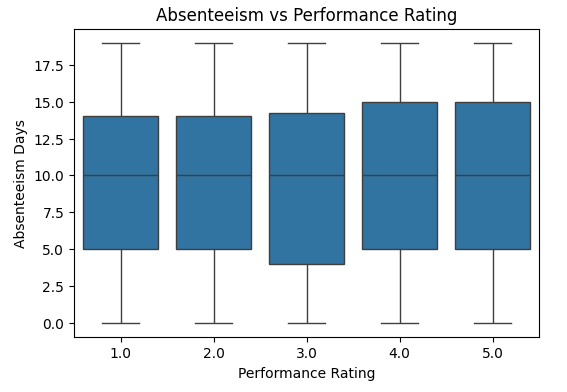 Absenteeism vs Performance Rating
Absenteeism Days
17.5
15.0
12.5
10.0
7.5
5.0
2.5
0.0
1.0 2.0 3.0 4.0 5.0
Performance Rating